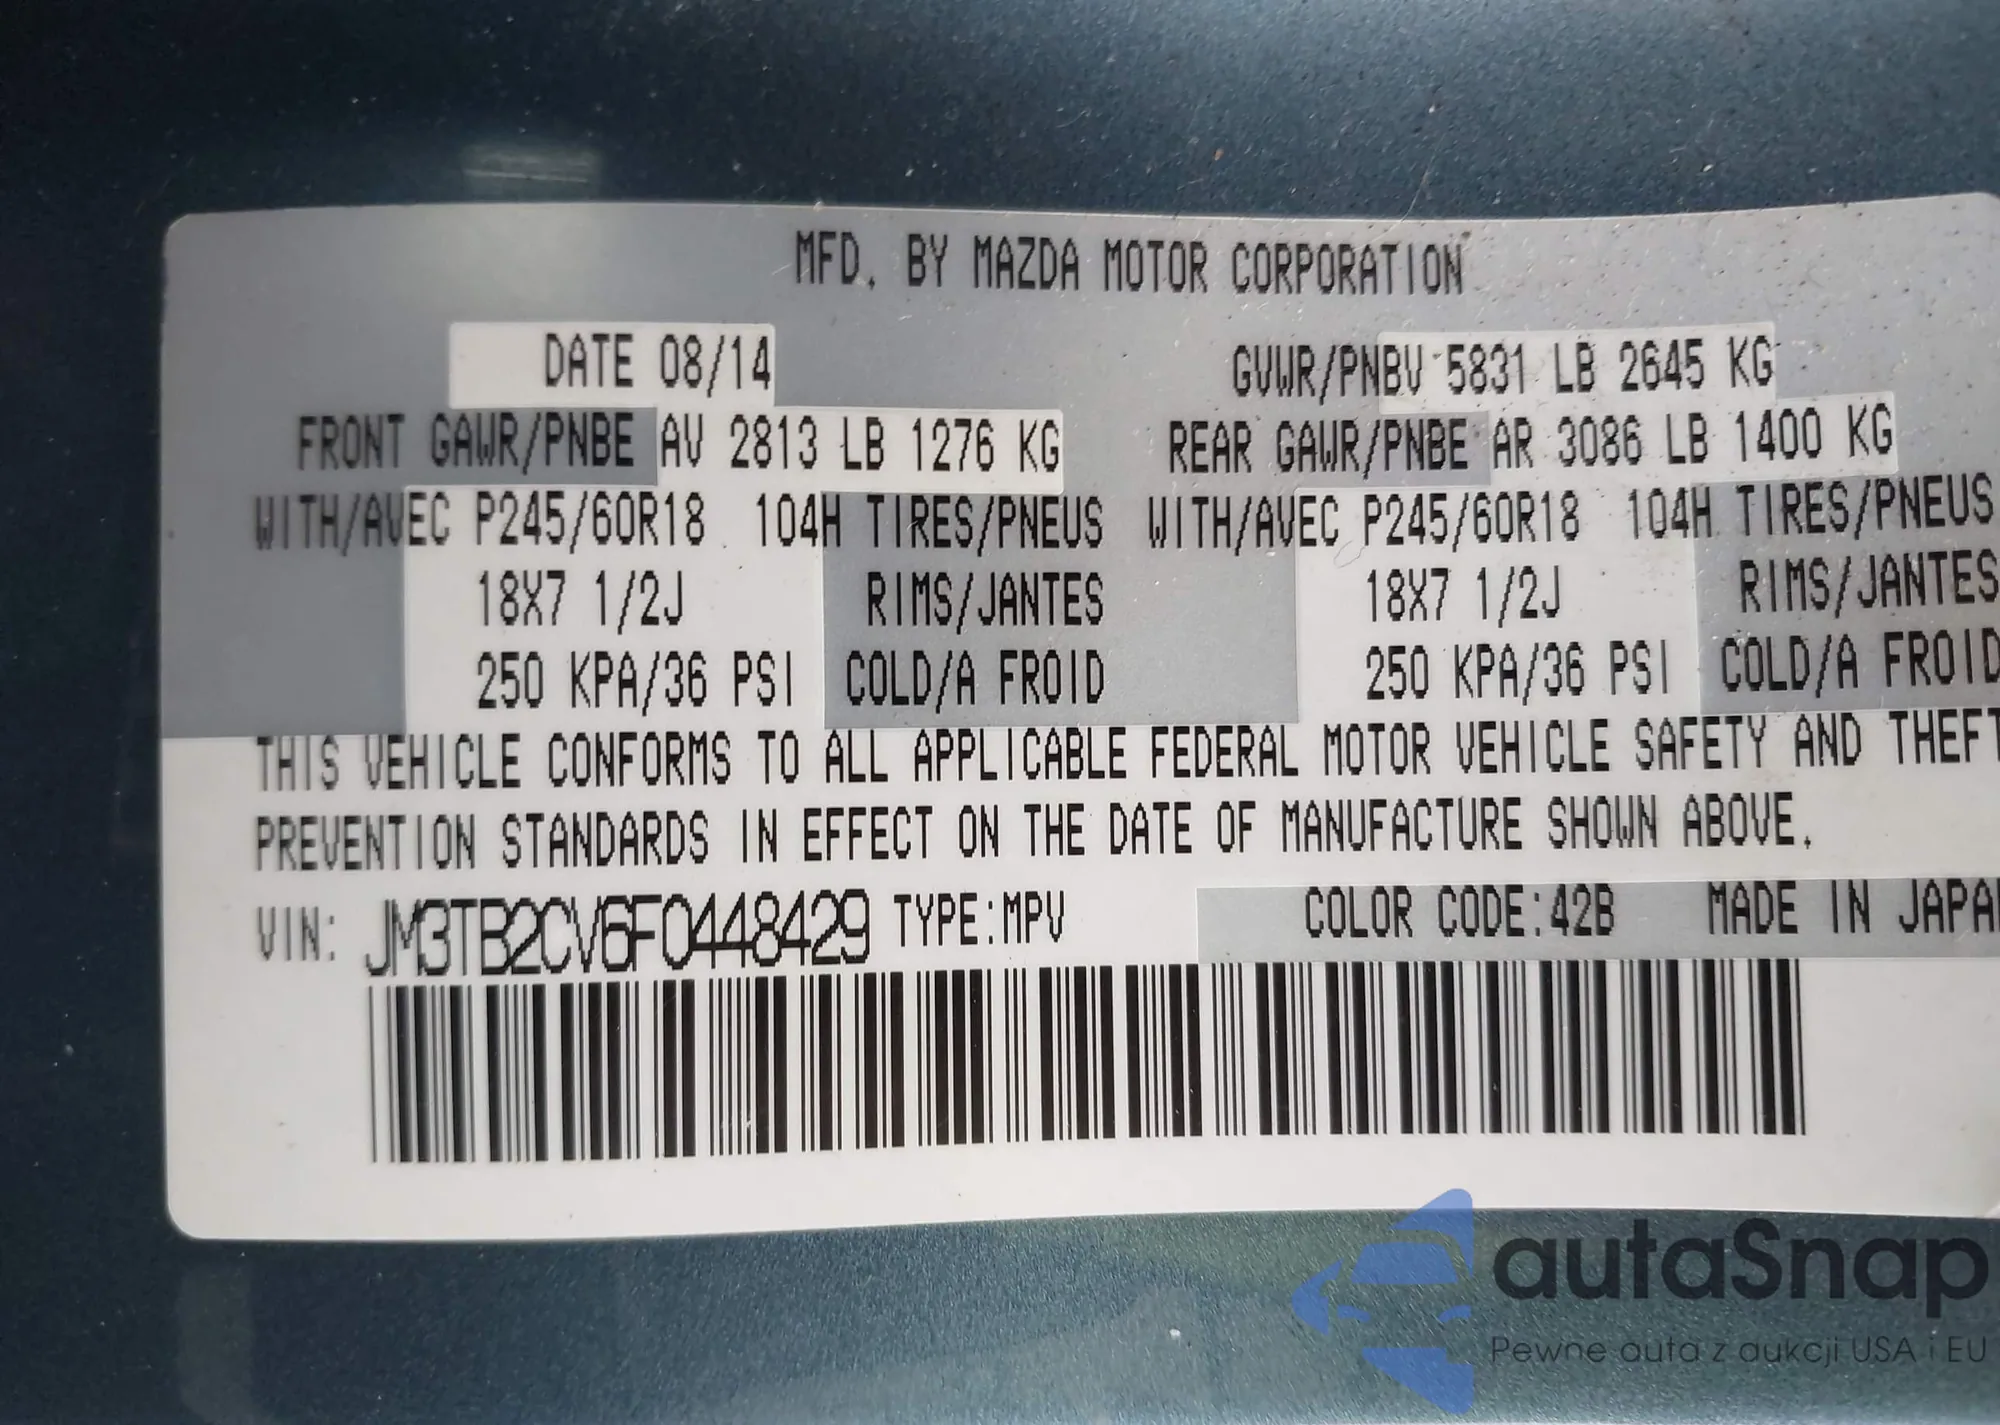 MFD. BY MAZDA MOTOR CORPORATION
DATE 08/14 GVWR/PNBV 5831 LB 2645 KG
FRONT GAWR/PNBE AV 2813 LB 1276 KG REAR GAWR/PNBE AR 3086 LB 1400 KG
WITH/AVEC P245/60R18 104H TIRES/PNEUS WITH/AVEC P245/60R18 104H TIRES/PNEUS
18X7 1/2J RIMS/JANTES 18X7 1/2J RIMS/JANTES
250 KPA/36 PSI COLD/A FROID 250 KPA/36 PSI COLD/A FROID
THIS VEHICLE CONFORMS TO ALL APPLICABLE FEDERAL MOTOR VEHICLE SAFETY AND THEFT
PREVENTION STANDARDS IN EFFECT ON THE DATE OF MANUFACTURE SHOWN ABOVE.
VIN: JM3TB2CV6F0448429 TYPE:MPV COLOR CODE:42B MADE IN JAPA
autaSnap
Pewne auta z aukcji USA i EU